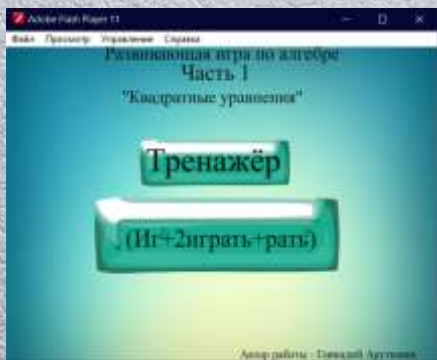 Adobe Flash Player 11
Файл Просмотр Управление Справка
Развивающая игра по алгебре
Часть 1
"Квадратные уравнения"
Тренажёр
(Иг+2играть+рать)
Автор работы - Геннадий